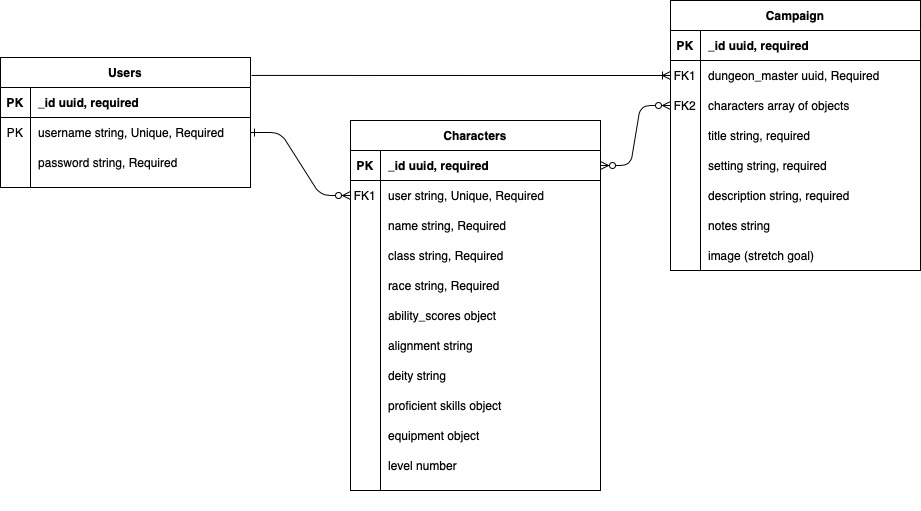 Users
PK _id uuid, required
PK username string, Unique, Required
password string, Required
Characters
PK _id uuid, required
FK1 user string, Unique, Required
name string, Required
class string, Required
race string, Required
ability_scores object
alignment string
deity string
proficient skills object
equipment object
level number
Campaign
PK _id uuid, required
FK1 dungeon_master uuid, Required
FK2 characters array of objects
title string, required
setting string, required
description string, required
notes string
image (stretch goal)